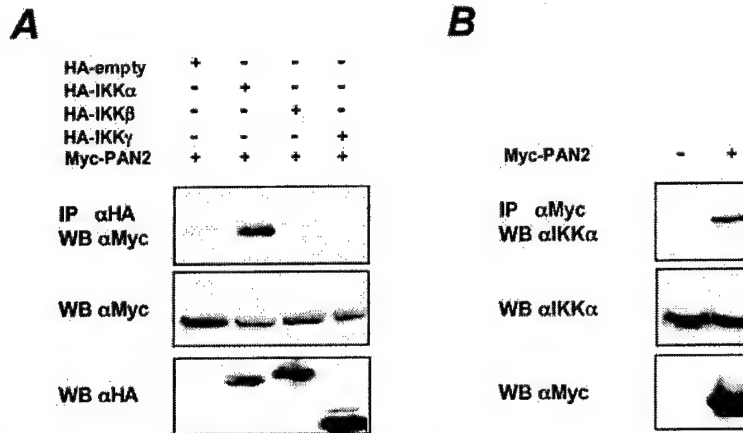 A
HA-empty + - - -
HA-IKKα - + - -
HA-IKKβ - - + -
HA-IKKγ - - - +
Myc-PAN2 + + + +
IP αHA
WB αMyc
WB αMyc
WB αHA
B
Myc-PAN2 - +
IP αMyc
WB αIKKα
WB αIKKα
WB αMyc